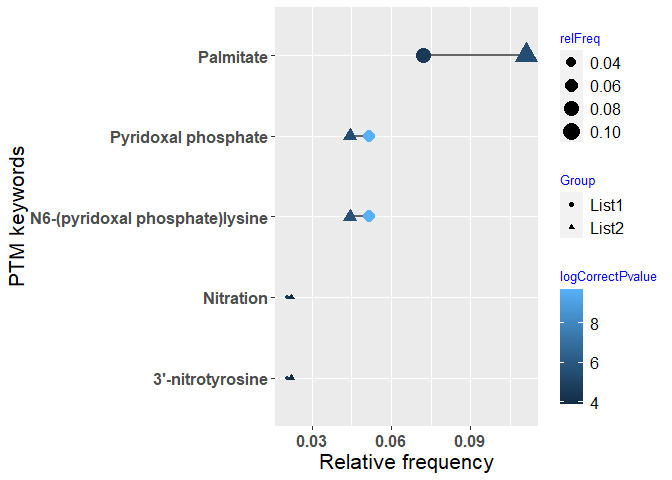 Palmitate
Pyridoxal phosphate
N6-(pyridoxal phosphate)lysine
Nitration
3'-nitrotyrosine
PTM keywords
0.03 0.06 0.09
Relative frequency
relFreq
0.04
0.06
0.08
0.10
Group
List1
List2
logCorrectPvalue
8
6
4